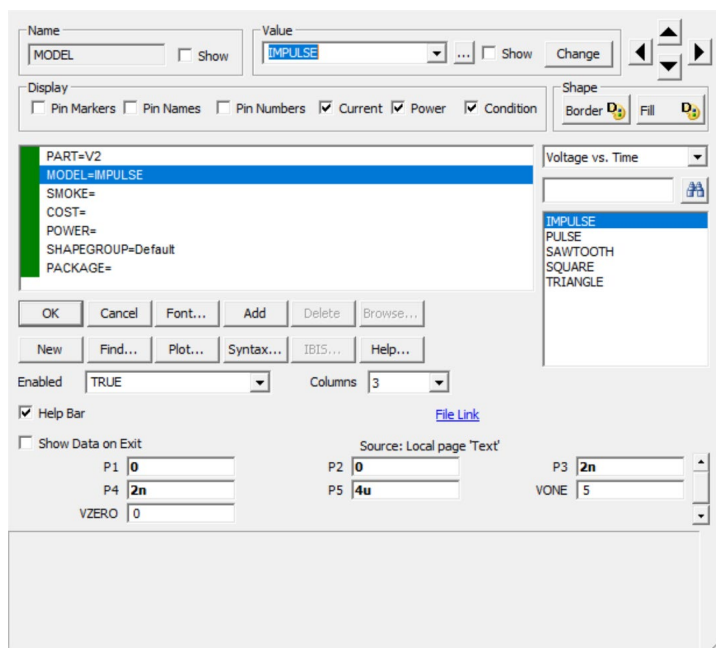 Name
Value
MODEL Show IMPULSE ... Show Change
Display
Shape
Pin Markers Pin Names Pin Numbers Current Power Condition
Border Fill
PART=V2
MODEL=IMPULSE
SMOKE=
COST=
POWER=
SHAPEGROUP=Default
PACKAGE=
Voltage vs. Time
IMPULSE
PULSE
SAWTOOTH
SQUARE
TRIANGLE
OK Cancel Font... Add Delete Browse...
New Find... Plot... Syntax... IBIS... Help...
Enabled TRUE Columns 3
Help Bar File Link
Show Data on Exit Source: Local page 'Text'
P1 0 P2 0 P3 2n
P4 2n P5 4u VONE 5
VZERO 0